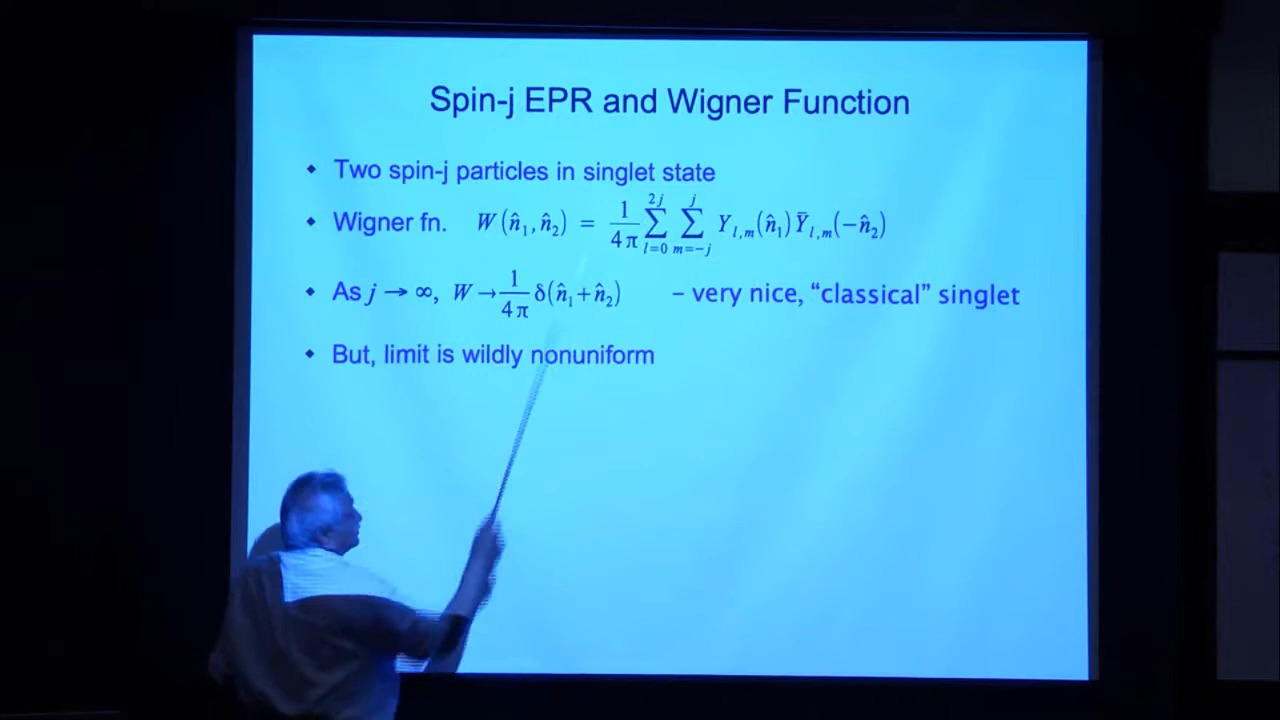 Spin-j EPR and Wigner Function
◆ Two spin-j particles in singlet state
◆ Wigner fn. W(n̂₁, n̂₂) = 1/4π ∑_{l=0}^{2j} ∑_{m=-j}^{j} Y_{l,m}(n̂₁) Ȳ_{l,m}(-n̂₂)
◆ As j → ∞, W → 1/4π δ(n̂₁+n̂₂) – very nice, “classical” singlet
◆ But, limit is wildly nonuniform